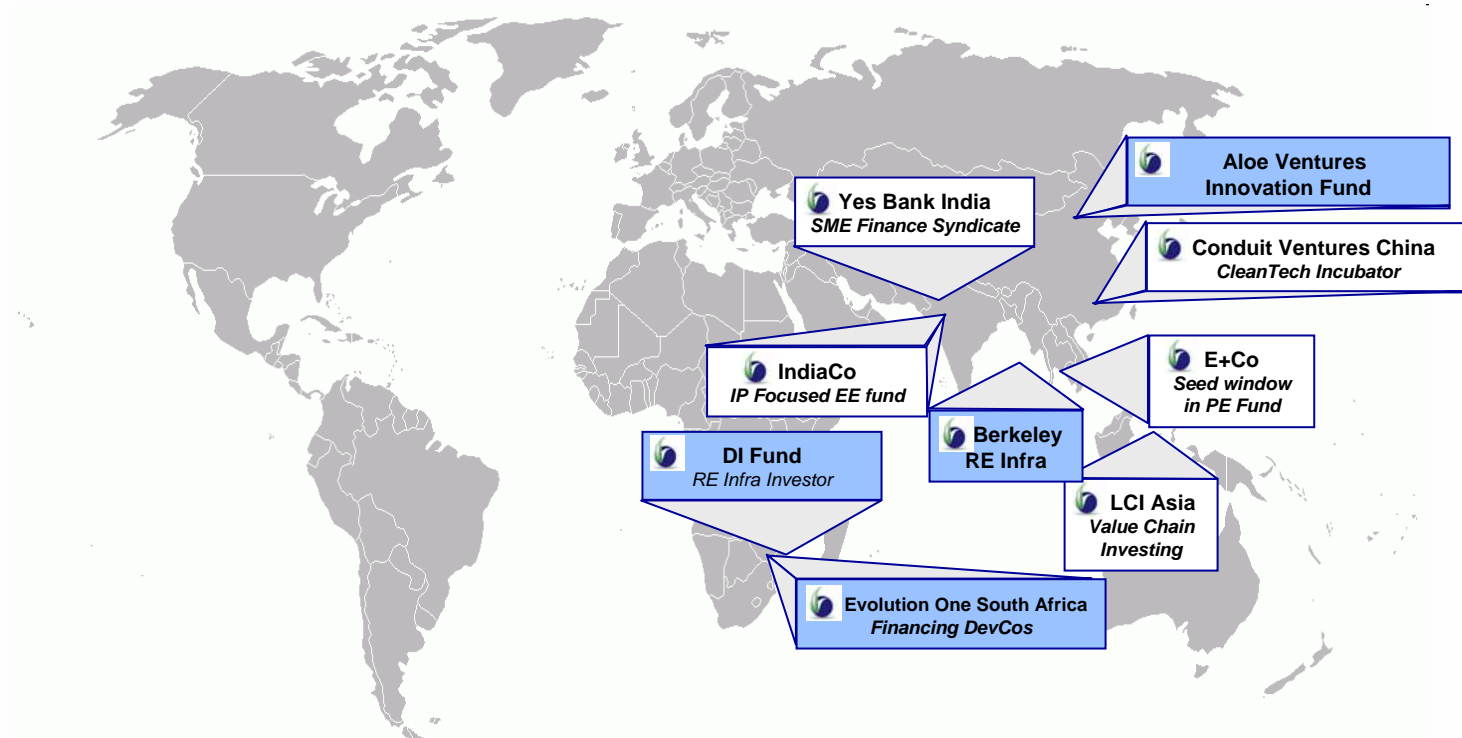 Aloe Ventures
Innovation Fund
Yes Bank India
SME Finance Syndicate
Conduit Ventures China
CleanTech Incubator
IndiaCo
IP Focused EE fund
E+Co
Seed window
in PE Fund
Berkeley
RE Infra
DI Fund
RE Infra Investor
LCI Asia
Value Chain
Investing
Evolution One South Africa
Financing DevCos